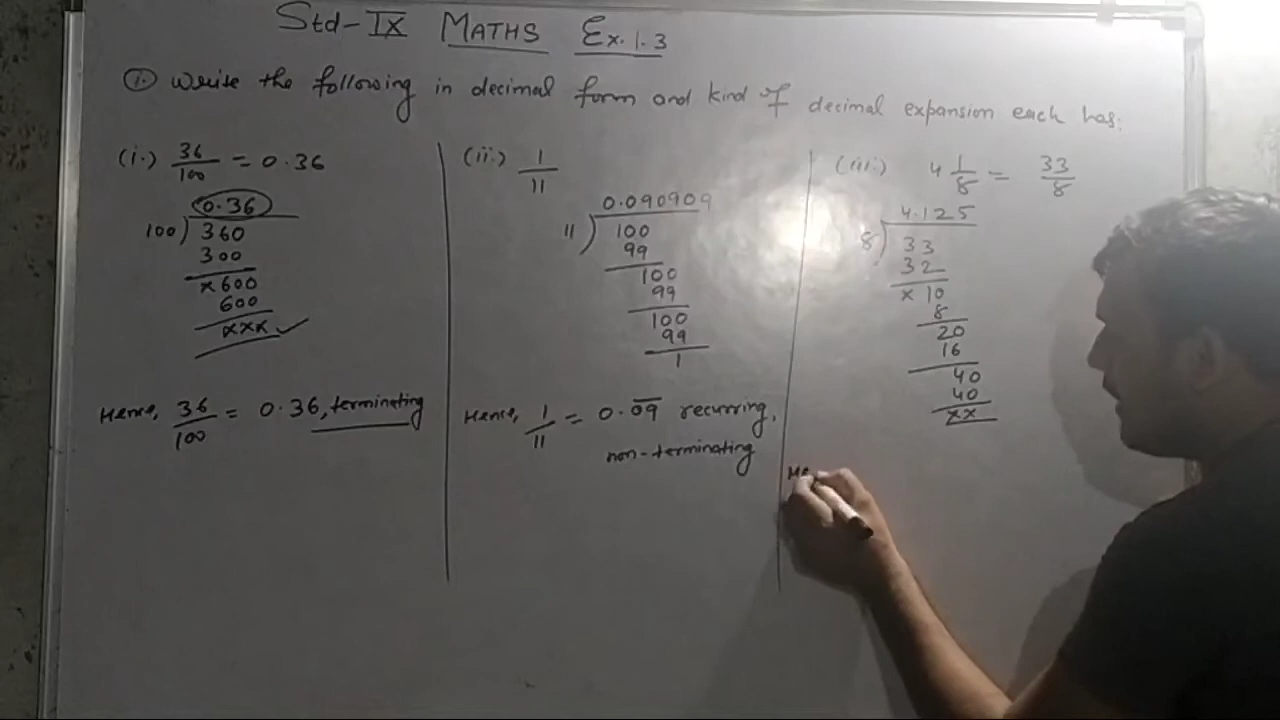 Std-IX MATHS Ex.1.3
1. Write the following in decimal form and kind of decimal expansion each has:
(i.) 36/100 = 0.36
0.36
100) 360
300
x600
600
xxx ✓
Hence, 36/100 = 0.36, terminating
(ii.) 1/11
0.090909
11) 100
99
100
99
100
99
1
Hence, 1/11 = 0.0̅9̅ recurring,
non-terminating
(iii.) 4 1/8 = 33/8
4.125
8) 33
32
x 10
8
20
16
40
40
xx